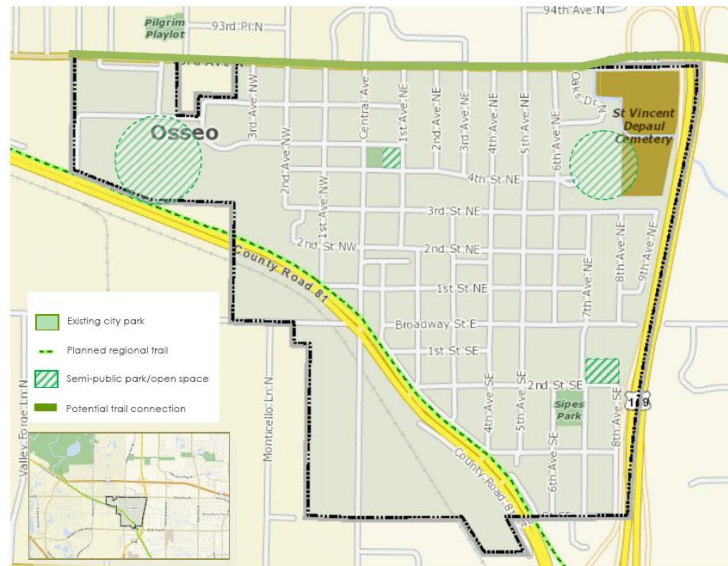 94th Ave N
Pilgrim
Playlot
93rd Pl N
Osseo
3rd Ave NW
2nd Ave NW
1st Ave NW
Central Ave
1st Ave NE
2nd Ave NE
3rd Ave NE
4th Ave NE
5th Ave NE
6th Ave NE
St Vincent
Depaul
Cemetery
4th St NE
3rd St NE
2nd St NW
2nd St NE
7th Ave NE
8th Ave NE
9th Ave NE
County Road 81
1st St NE
Broadway St E
1st St SE
2nd St SE
Sipes
Park
169
4th Ave SE
5th Ave SE
6th Ave SE
8th Ave SE
County Road 81
Monticello Ln N
Valley Forge Ln N
Existing city park
Planned regional trail
Semi-public park/open space
Potential trail connection